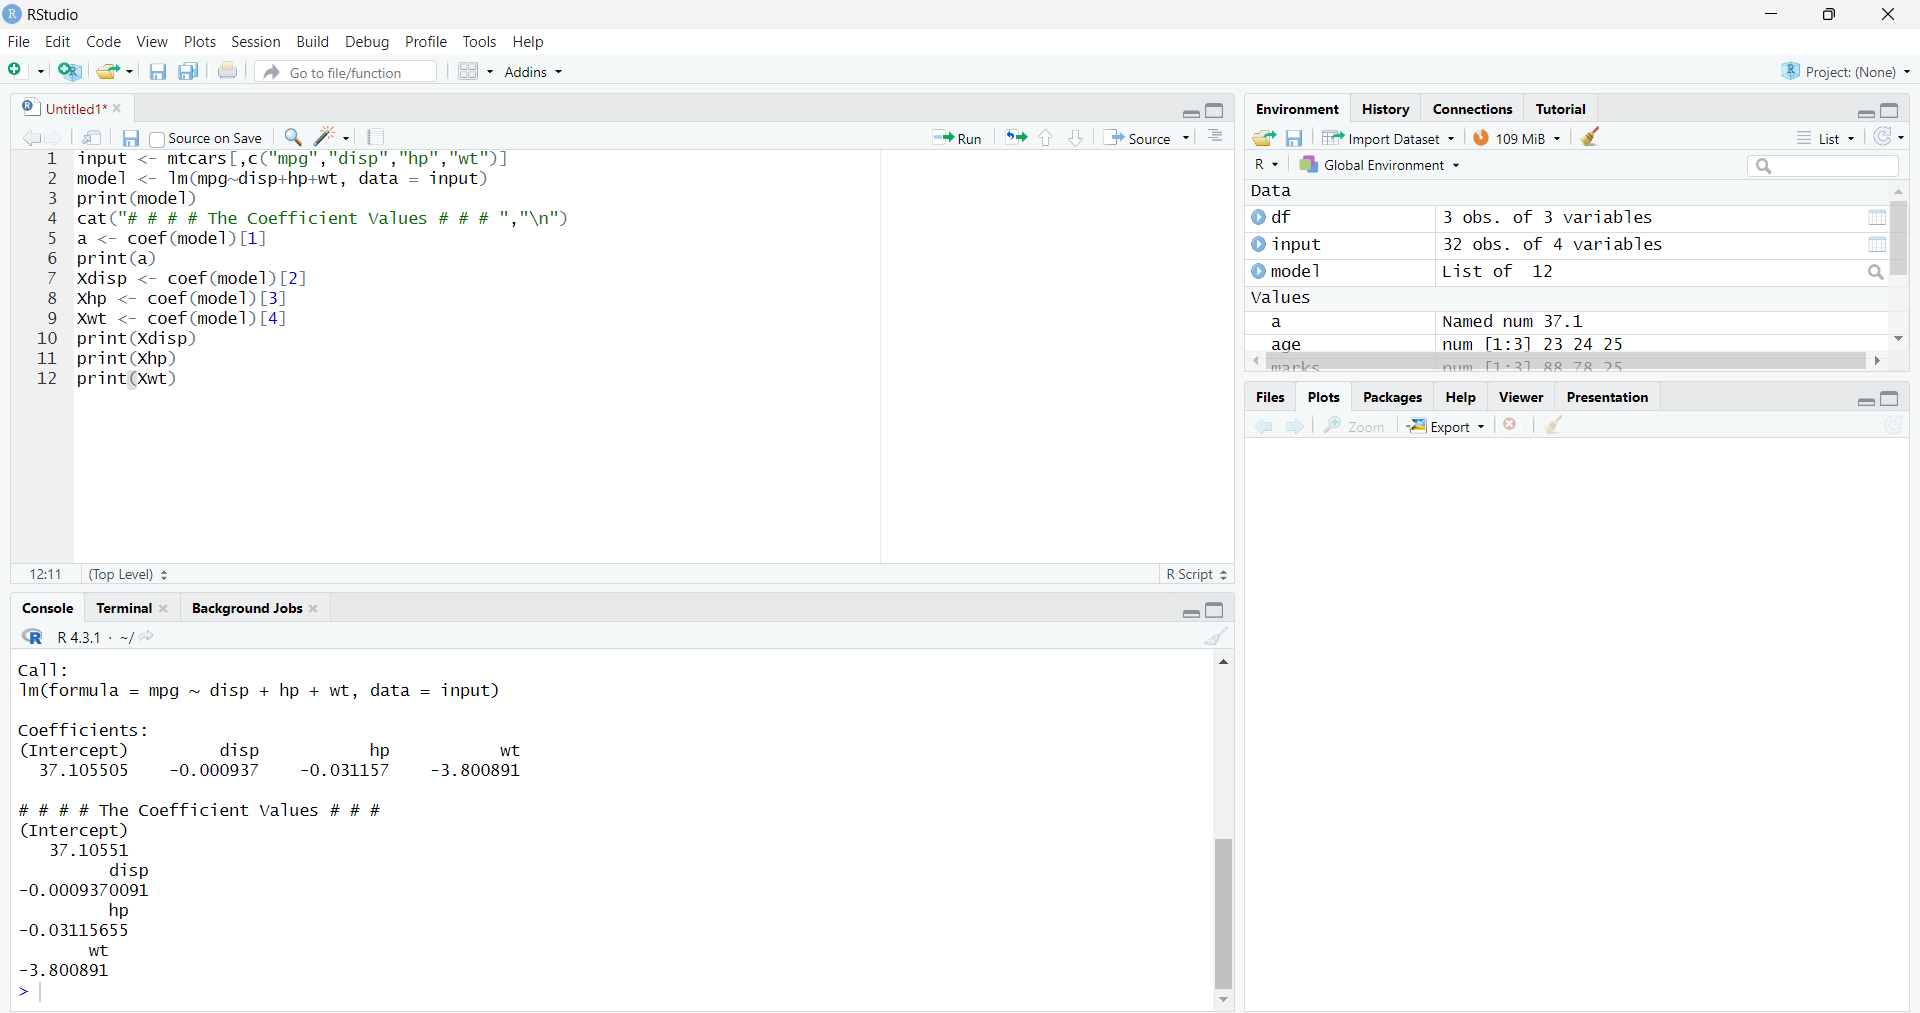 RStudio
File Edit Code View Plots Session Build Debug Profile Tools Help
Go to file/function Addins Project: (None)
Untitled1*
Source on Save Run Source
1 input <- mtcars[,c("mpg","disp","hp","wt")]
2 model <- lm(mpg~disp+hp+wt, data = input)
3 print(model)
4 cat("# # # # The Coefficient Values # # # ","\n")
5 a <- coef(model)[1]
6 print(a)
7 Xdisp <- coef(model)[2]
8 Xhp <- coef(model)[3]
9 Xwt <- coef(model)[4]
10 print(Xdisp)
11 print(Xhp)
12 print(Xwt)
12:11 (Top Level) R Script
Console Terminal Background Jobs
R 4.3.1 · ~/
Call:
lm(formula = mpg ~ disp + hp + wt, data = input)
Coefficients:
(Intercept) disp hp wt
37.105505 -0.000937 -0.031157 -3.800891
# # # # The Coefficient Values # # #
(Intercept)
37.10551
disp
-0.0009370091
hp
-0.03115655
wt
-3.800891
>
Environment History Connections Tutorial
Import Dataset 109 MiB List
R Global Environment
Data
df 3 obs. of 3 variables
input 32 obs. of 4 variables
model List of 12
Values
a Named num 37.1
age num [1:3] 23 24 25
marks num [1:3] 88 78 25
Files Plots Packages Help Viewer Presentation
Zoom Export